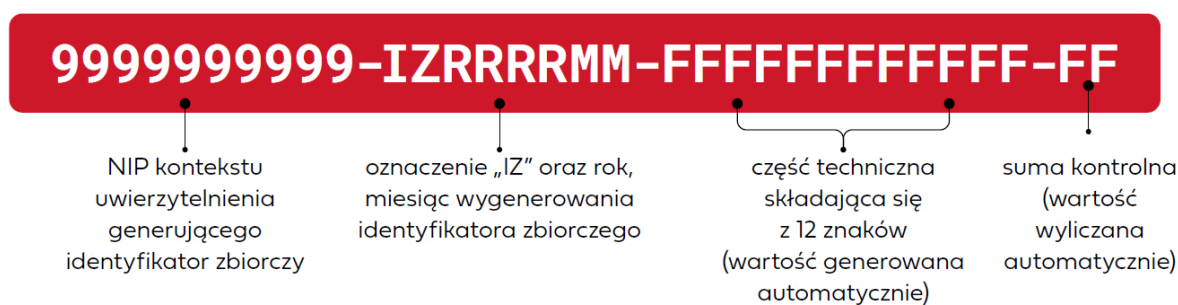 9999999999-IZRRRRMM-FFFFFFFFFFFF-FF
NIP kontekstu
uwierzytelnienia
generującego
identyfikator zbiorczy
oznaczenie „IZ” oraz rok,
miesiąc wygenerowania
identyfikatora zbiorczego
część techniczna
składająca się
z 12 znaków
(wartość generowana
automatycznie)
suma kontrolna
(wartość
wyliczana
automatycznie)